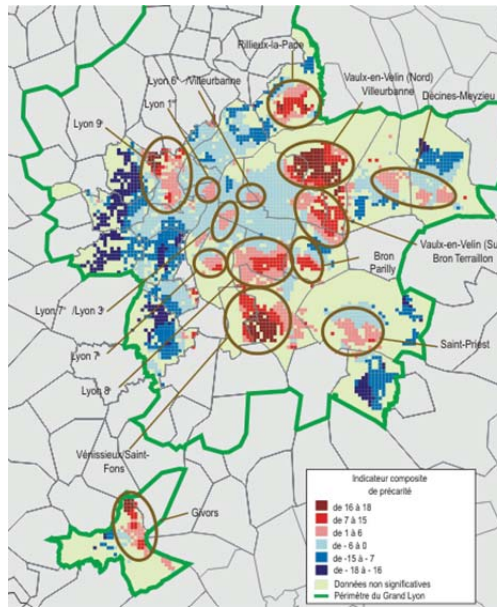 Rillieux-la-Pape
Lyon 6° /Villeurbanne
Vaulx-en-Velin (Nord)
Villeurbanne
Lyon 1°
Décines-Meyzieu
Lyon 9°
Vaulx-en-Velin (Su
Bron Terraillon
Bron
Parilly
Lyon 7° /Lyon 3°
Saint-Priest
Lyon 7°
Lyon 8°
Vénissieux/Saint-
Fons
Givors
Indicateur composite
de précarité
de 16 à 18
de 7 à 15
de 1 à 6
de - 6 à 0
de -15 à - 7
de - 18 à - 16
Données non significatives
Périmètre du Grand Lyon